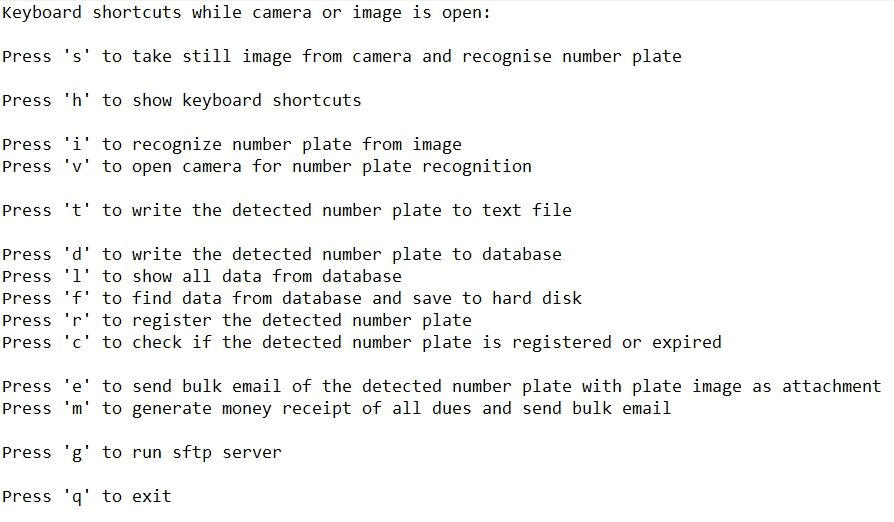 Keyboard shortcuts while camera or image is open:
Press 's' to take still image from camera and recognise number plate
Press 'h' to show keyboard shortcuts
Press 'i' to recognize number plate from image
Press 'v' to open camera for number plate recognition
Press 't' to write the detected number plate to text file
Press 'd' to write the detected number plate to database
Press 'l' to show all data from database
Press 'f' to find data from database and save to hard disk
Press 'r' to register the detected number plate
Press 'c' to check if the detected number plate is registered or expired
Press 'e' to send bulk email of the detected number plate with plate image as attachment
Press 'm' to generate money receipt of all dues and send bulk email
Press 'g' to run sftp server
Press 'q' to exit